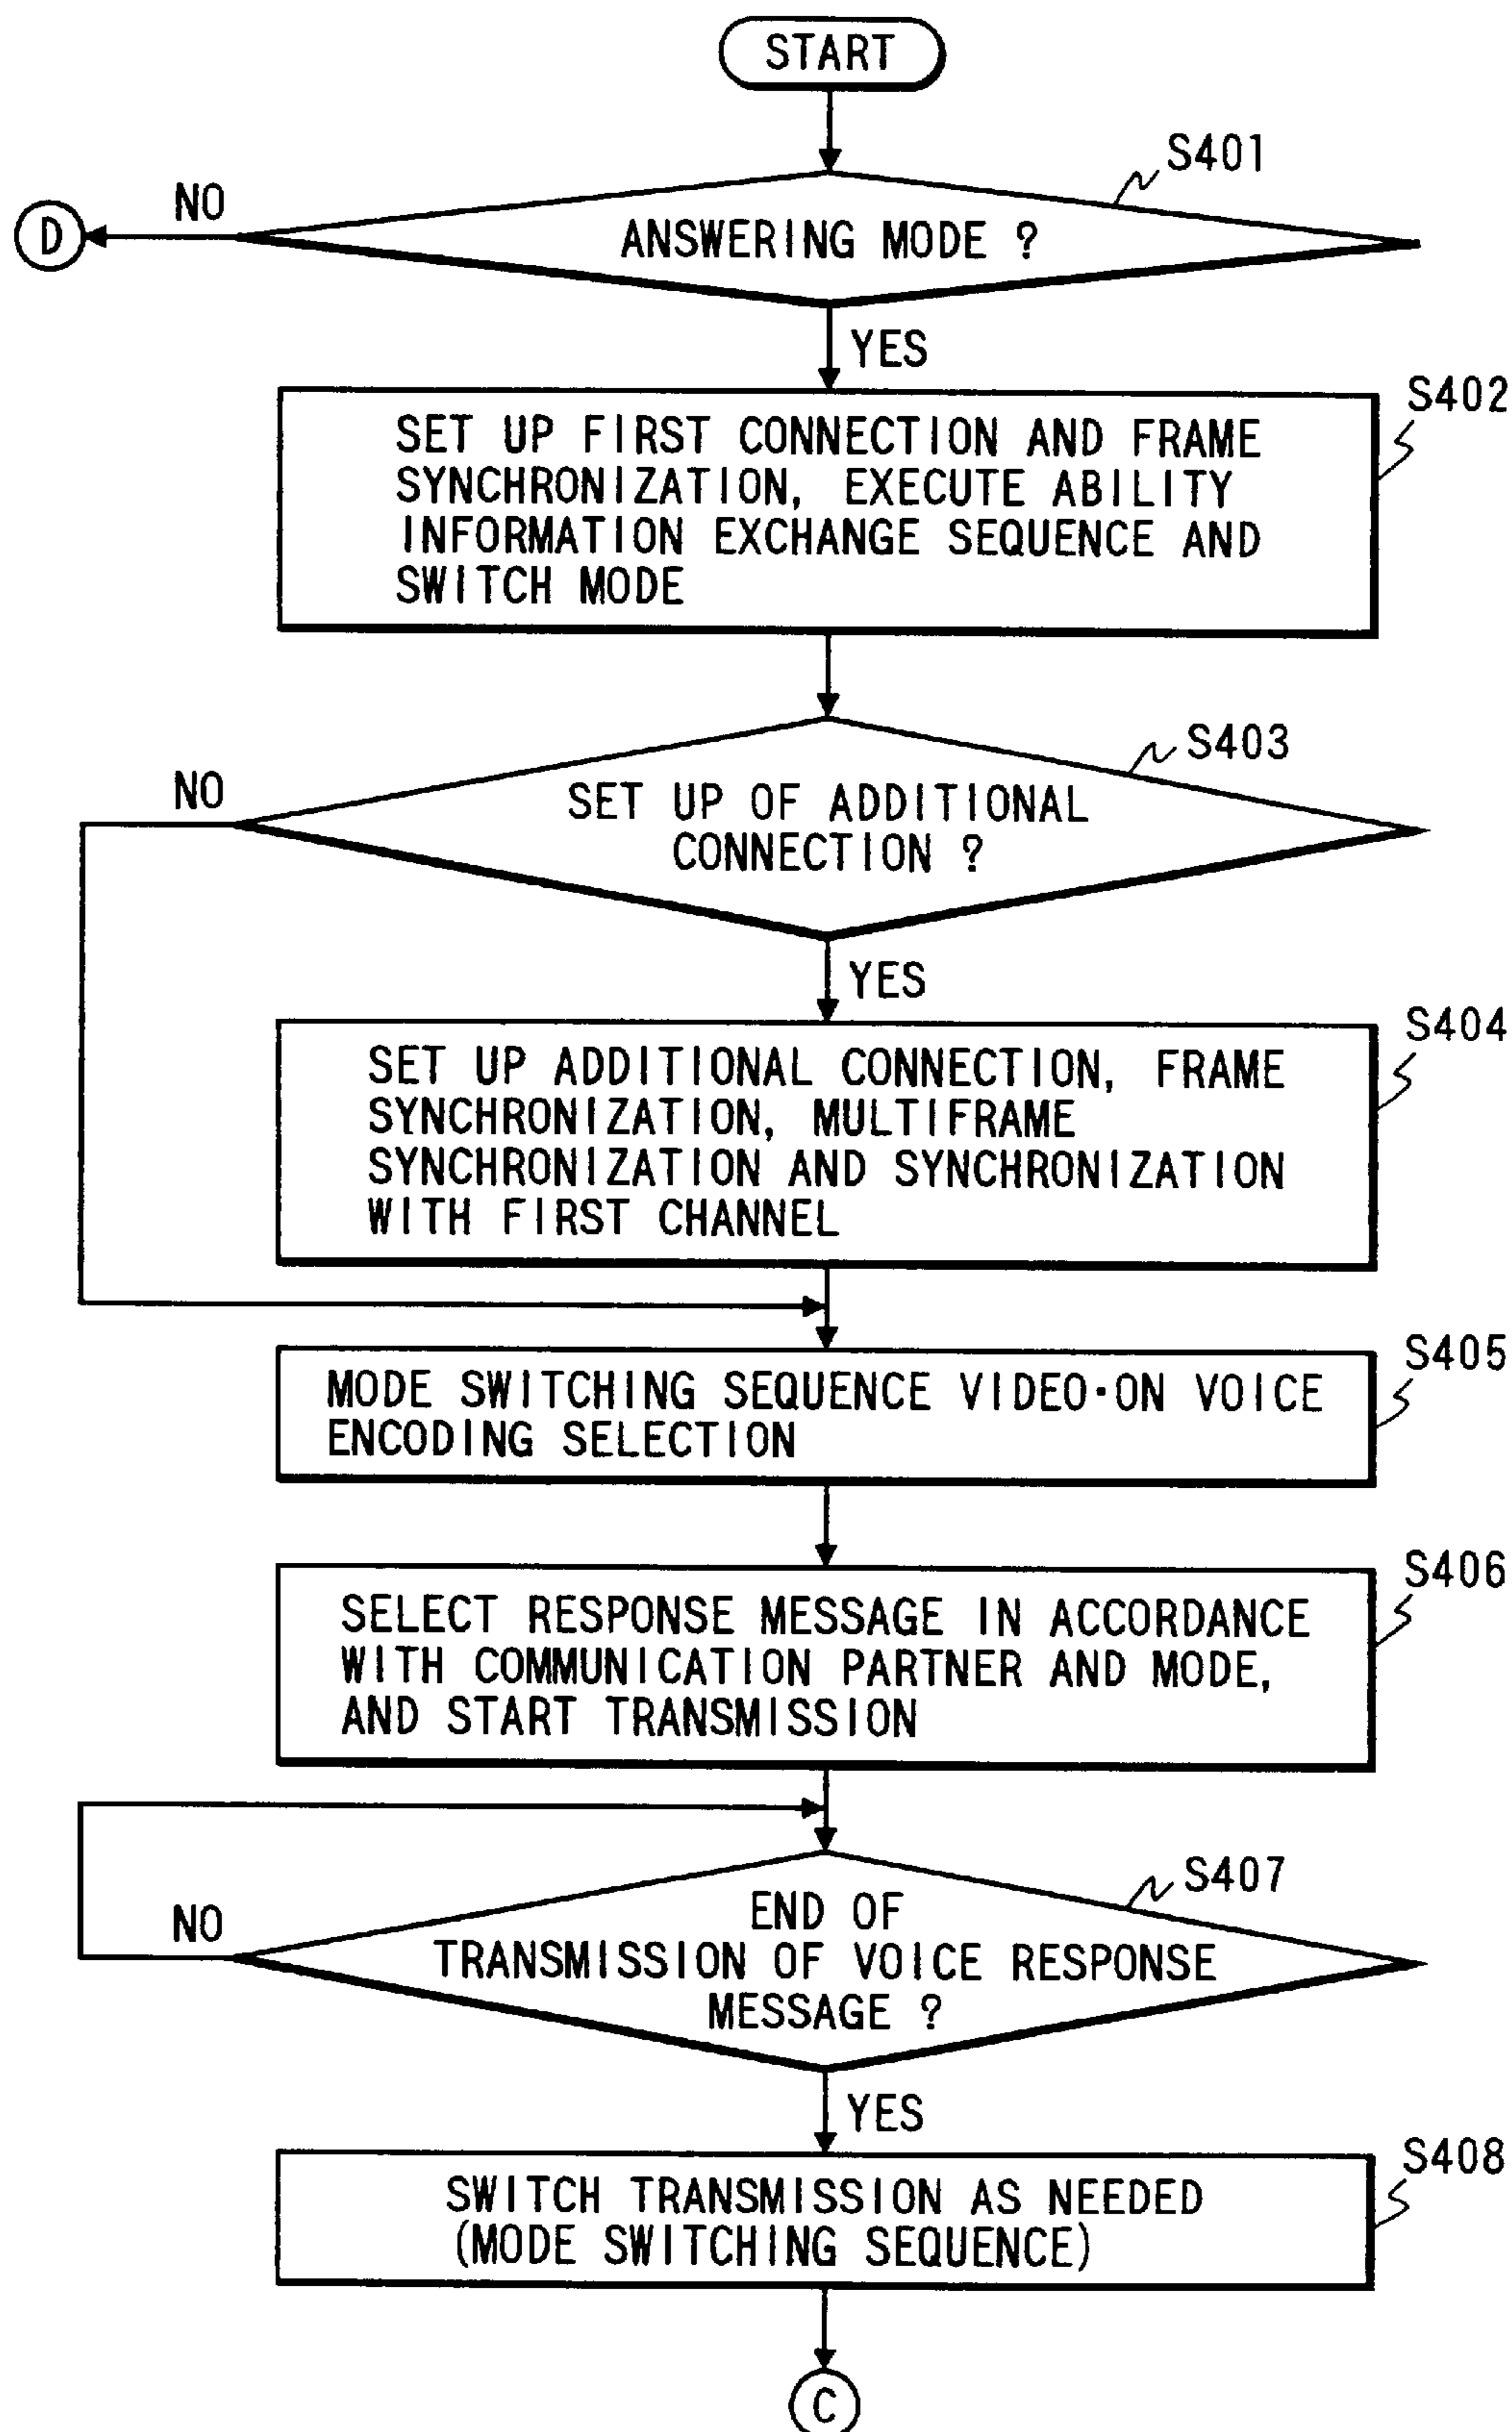 START
S401
NO
D
ANSWERING MODE ?
YES
S402
SET UP FIRST CONNECTION AND FRAME
SYNCHRONIZATION, EXECUTE ABILITY
INFORMATION EXCHANGE SEQUENCE AND
SWITCH MODE
S403
NO
SET UP OF ADDITIONAL
CONNECTION ?
YES
S404
SET UP ADDITIONAL CONNECTION, FRAME
SYNCHRONIZATION, MULTIFRAME
SYNCHRONIZATION AND SYNCHRONIZATION
WITH FIRST CHANNEL
S405
MODE SWITCHING SEQUENCE VIDEO·ON VOICE
ENCODING SELECTION
S406
SELECT RESPONSE MESSAGE IN ACCORDANCE
WITH COMMUNICATION PARTNER AND MODE,
AND START TRANSMISSION
S407
NO
END OF
TRANSMISSION OF VOICE RESPONSE
MESSAGE ?
YES
S408
SWITCH TRANSMISSION AS NEEDED
(MODE SWITCHING SEQUENCE)
C